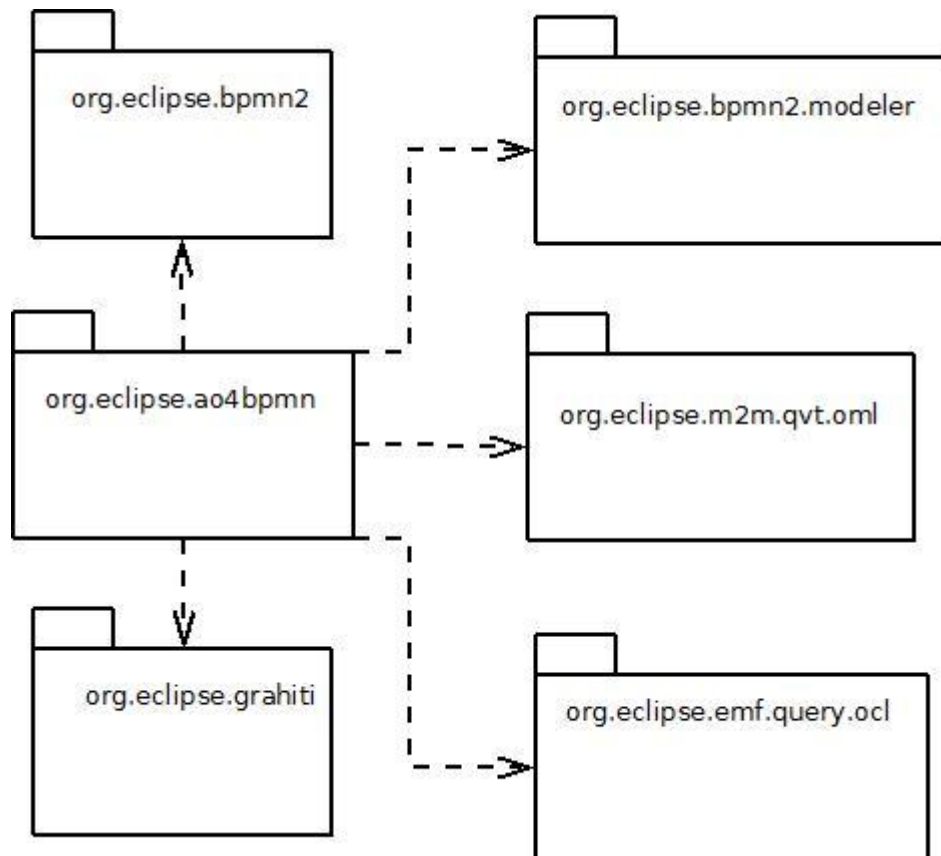 org.eclipse.bpmn2
org.eclipse.bpmn2.modeler
org.eclipse.ao4bpmn
org.eclipse.m2m.qvt.oml
org.eclipse.grahiti
org.eclipse.emf.query.ocl